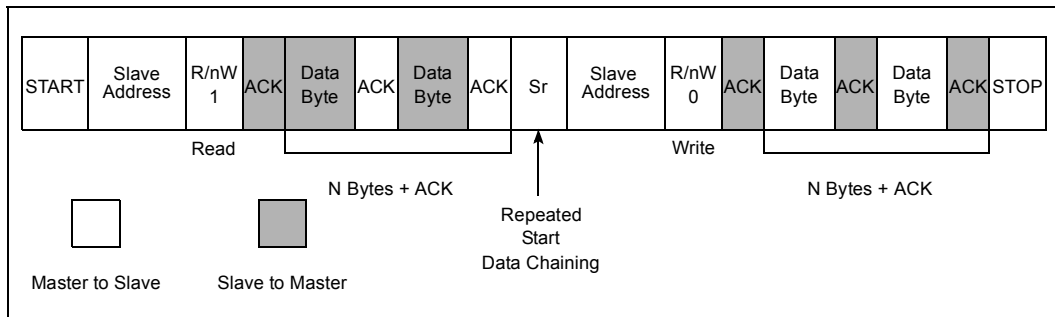 START Slave Address R/nW 1 ACK Data Byte ACK Data Byte ACK Sr Slave Address R/nW 0 ACK Data Byte ACK Data Byte ACK STOP
Read Write
N Bytes + ACK N Bytes + ACK
Repeated
Start
Data Chaining
Master to Slave Slave to Master